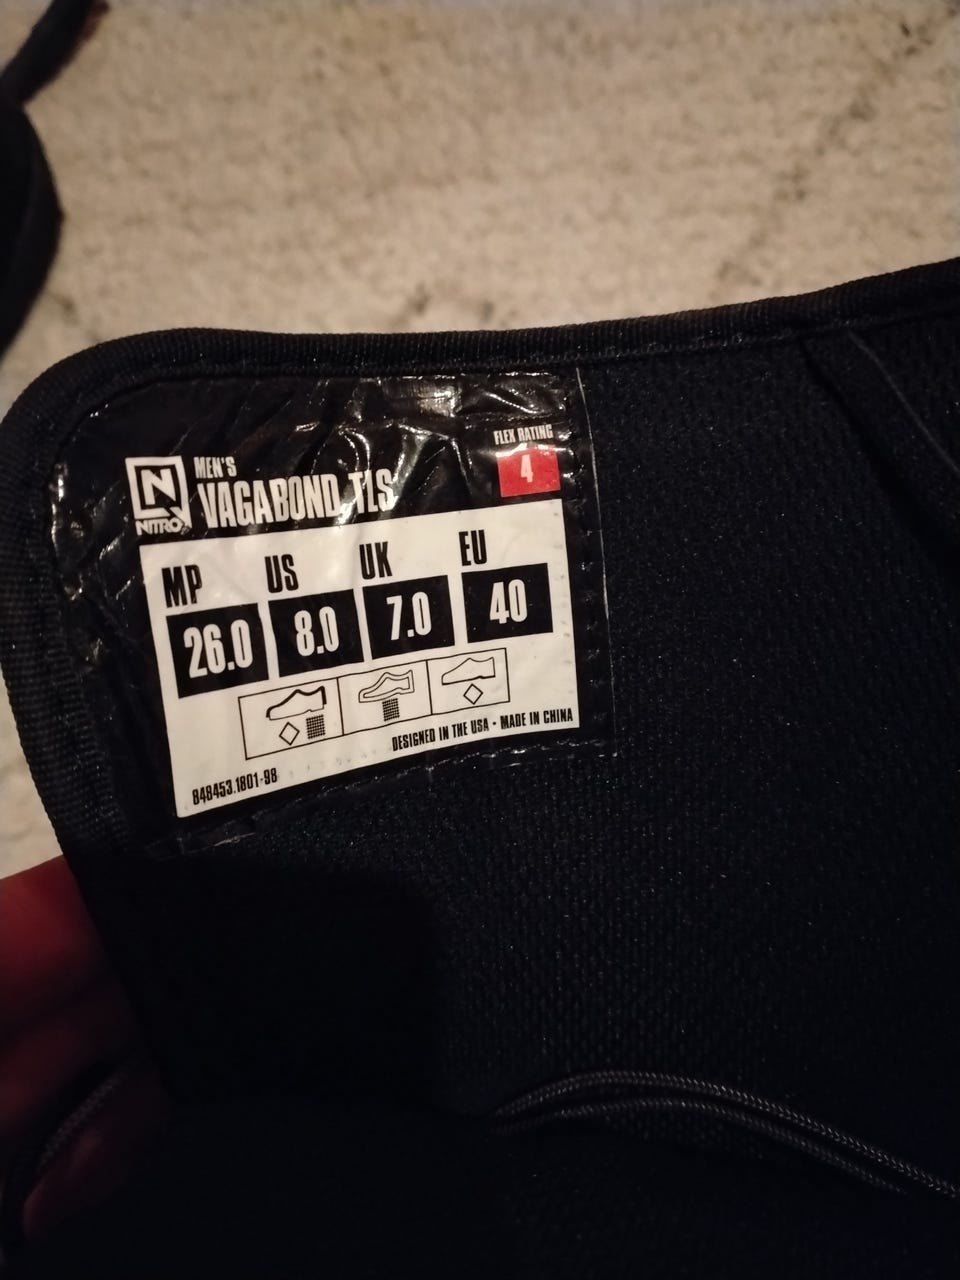 N
NITRO
MEN'S
VAGABOND TLS
FLEX RATING
4
MP US UK EU
26.0 8.0 7.0 40
DESIGNED IN THE USA • MADE IN CHINA
848453.1801-98